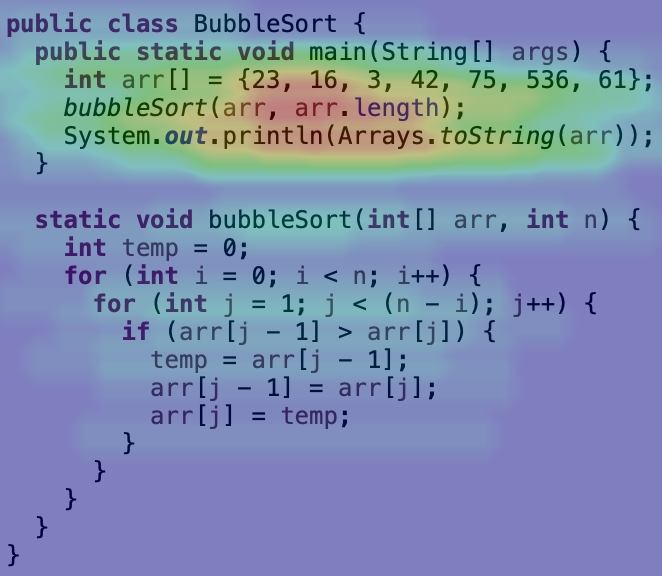 public class BubbleSort {
  public static void main(String[] args) {
    int arr[] = {23, 16, 3, 42, 75, 536, 61};
    bubbleSort(arr, arr.length);
    System.out.println(Arrays.toString(arr));
  }

  static void bubbleSort(int[] arr, int n) {
    int temp = 0;
    for (int i = 0; i < n; i++) {
      for (int j = 1; j < (n - i); j++) {
        if (arr[j - 1] > arr[j]) {
          temp = arr[j - 1];
          arr[j - 1] = arr[j];
          arr[j] = temp;
        }
      }
    }
  }
}